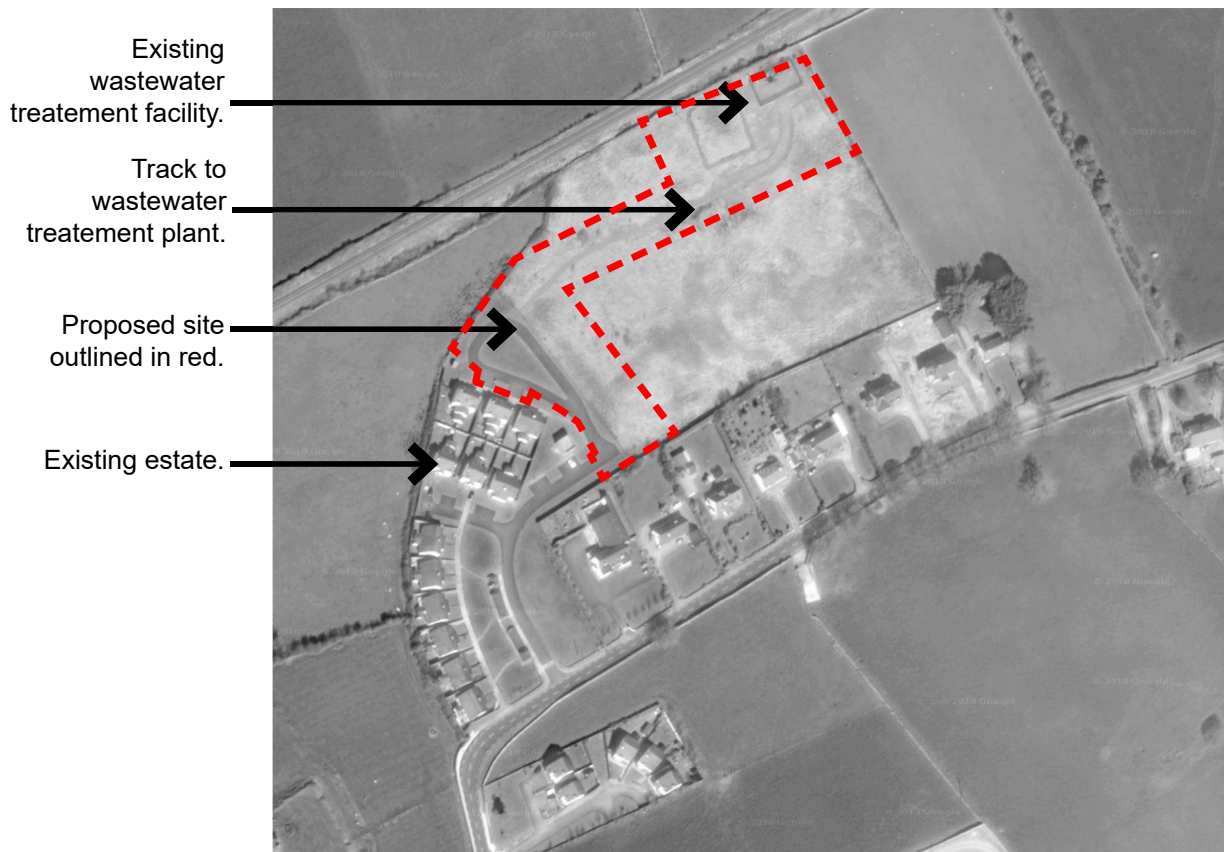 Existing
wastewater
treatement facility.
Track to
wastewater
treatement plant.
Proposed site
outlined in red.
Existing estate.